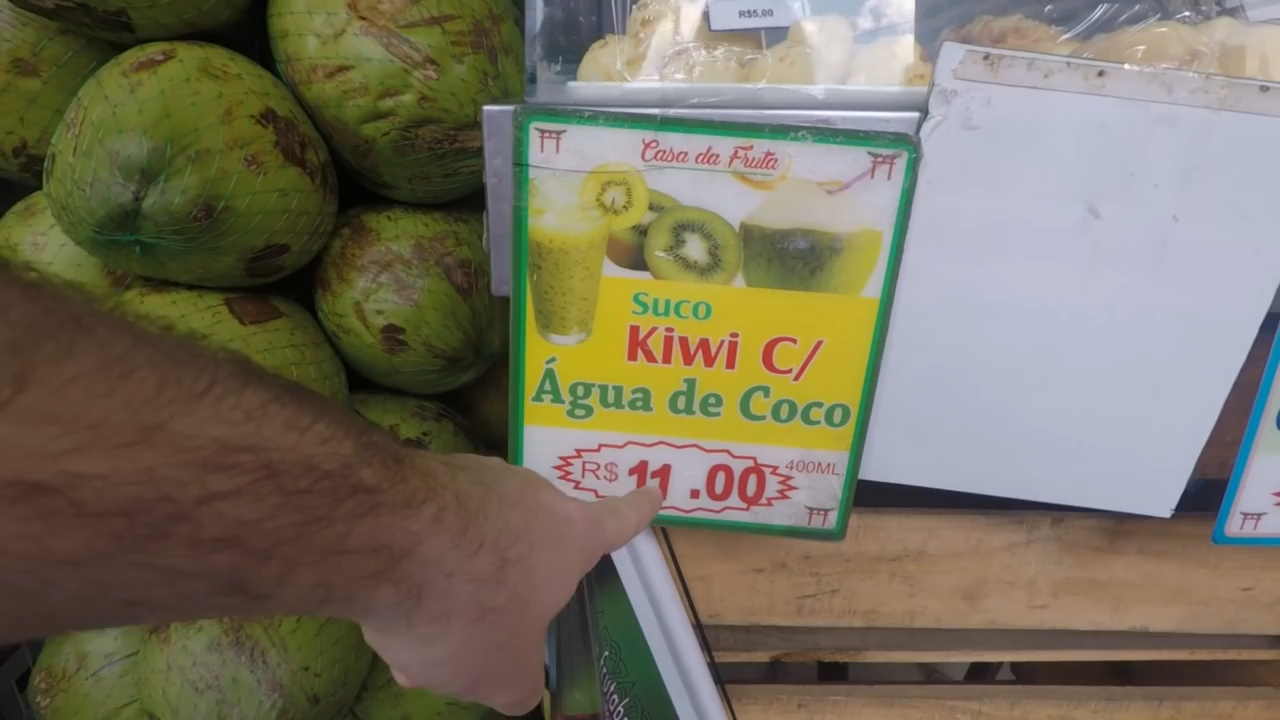 R$5,00
Casa da Fruta
Suco
Kiwi C/
Água de Coco
R$ 11.00 400ML